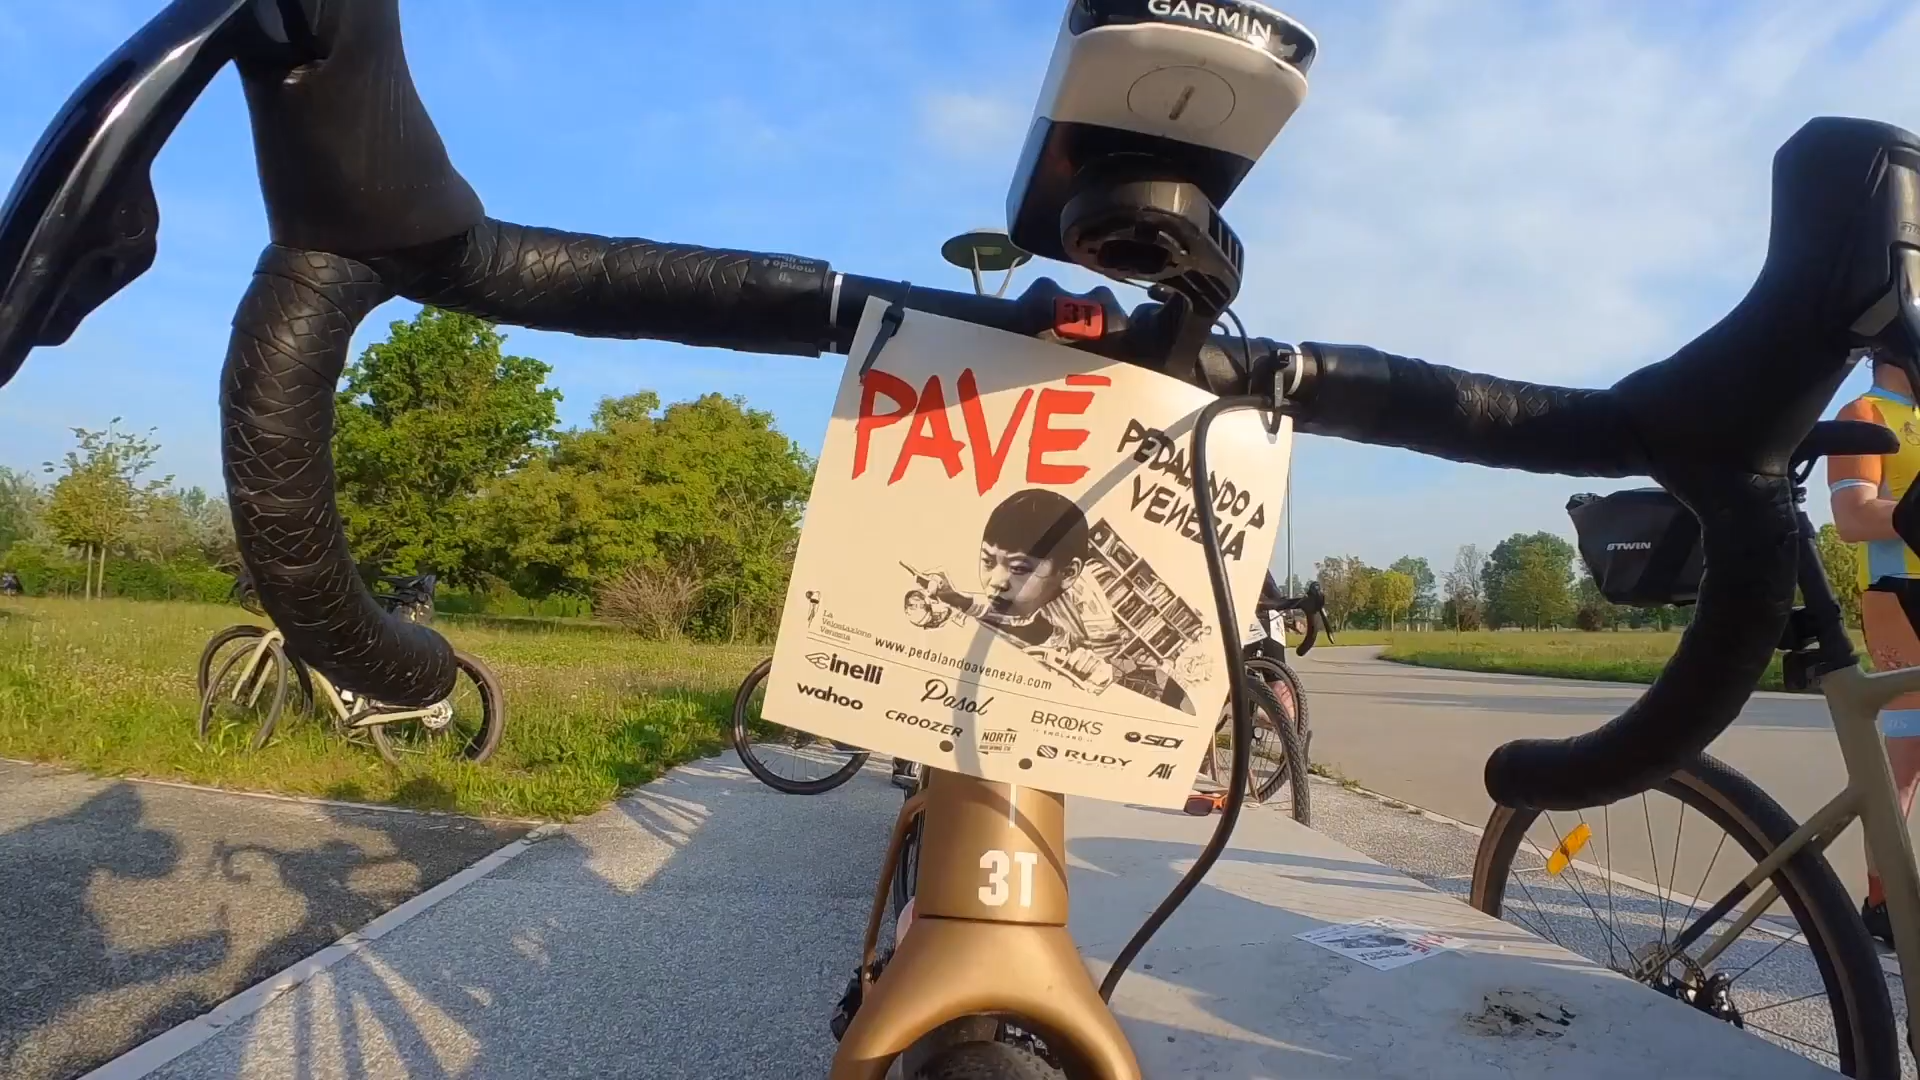 GARMIN
3T
PAVĒ
PEDALANDO A
VENEZIA
BTWIN
La
Velostazione
Venezia
www.pedalandoavenezia.com
Cinelli
wahoo
Pasol
CROOZER
NORTH
BROOKS
ENGLAND
SIDI
RUDY
3T